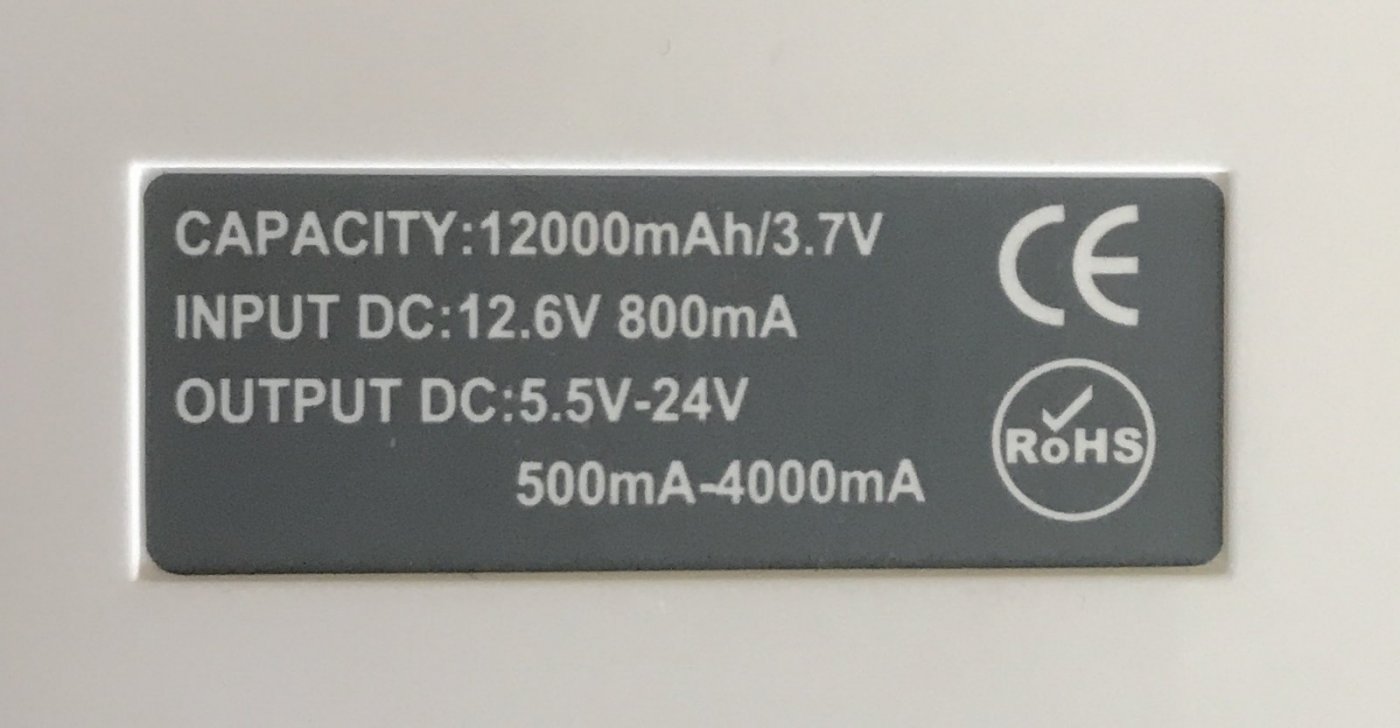 CAPACITY:12000mAh/3.7V
INPUT DC:12.6V 800mA
OUTPUT DC:5.5V-24V
500mA-4000mA
CE
RoHS